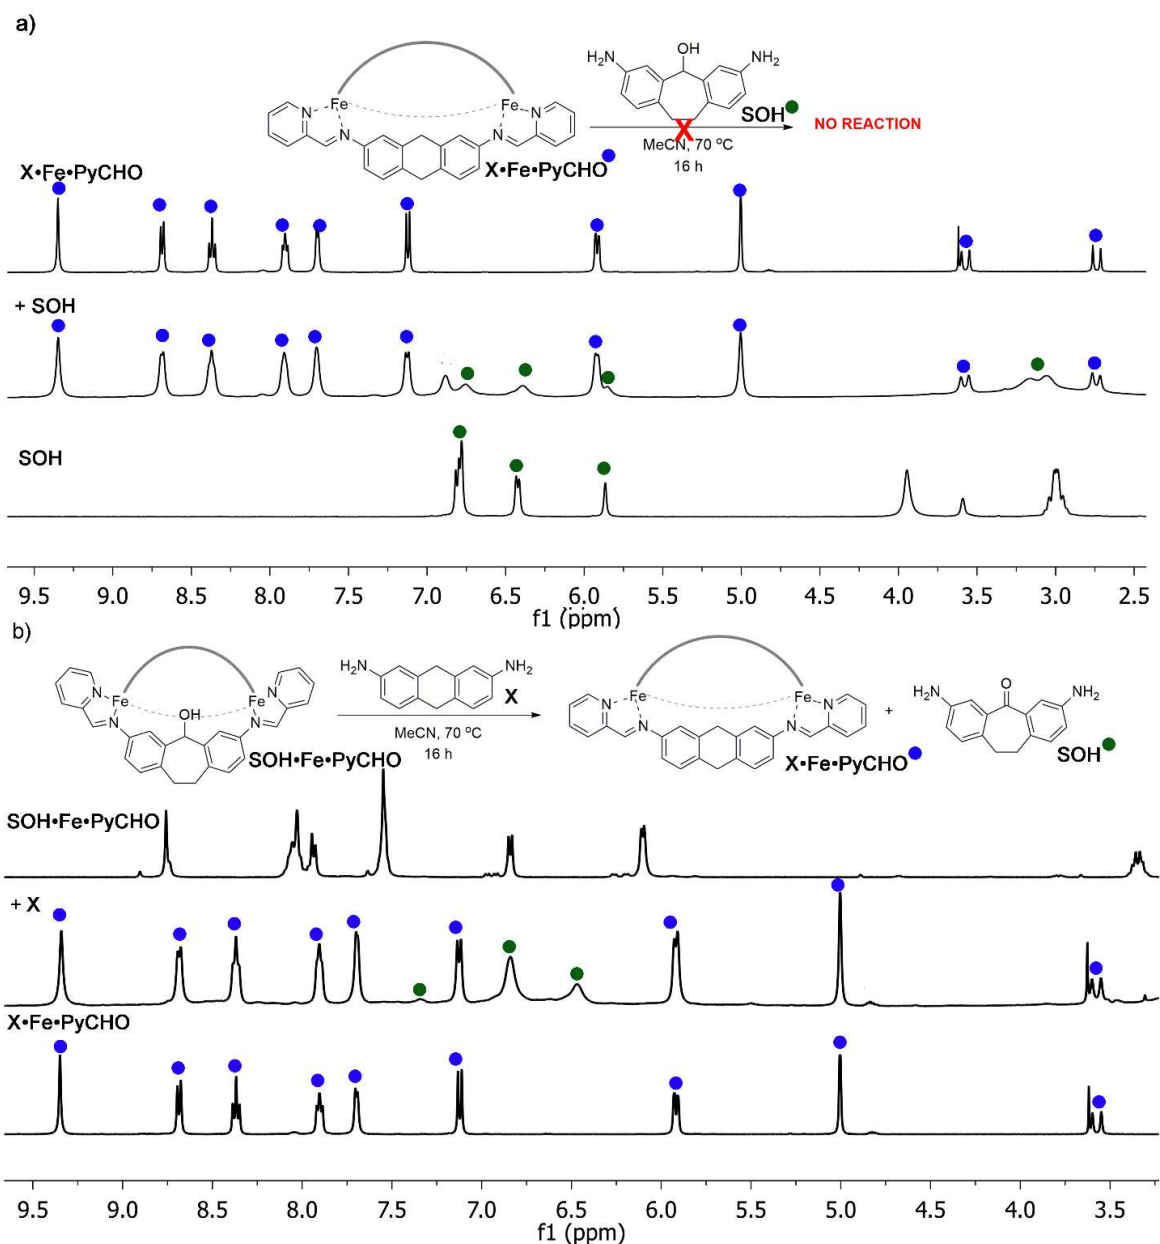 a)
OH
H₂N
NH₂
Fe
Fe
N
N
N
N
SOH
X
NO REACTION
MeCN, 70 °C
16 h
X•Fe•PyCHO
X•Fe•PyCHO
+ SOH
SOH
9.5 9.0 8.5 8.0 7.5 7.0 6.5 6.0 5.5 5.0 4.5 4.0 3.5 3.0 2.5
f1 (ppm)
b)
N
Fe
Fe
N
N
OH
N
SOH•Fe•PyCHO
H₂N
NH₂
X
MeCN, 70 °C
16 h
Fe
Fe
N
N
N
N
X•Fe•PyCHO
+
O
H₂N
NH₂
SOH
SOH•Fe•PyCHO
+ X
X•Fe•PyCHO
9.5 9.0 8.5 8.0 7.5 7.0 6.5 6.0 5.5 5.0 4.5 4.0 3.5
f1 (ppm)